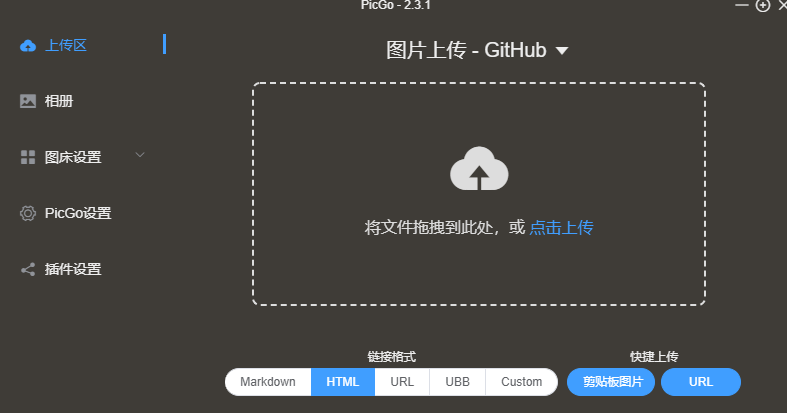 PicGo - 2.3.1
上传区
相册
图床设置
PicGo设置
插件设置
图片上传 - GitHub
将文件拖拽到此处，或 点击上传
链接格式
Markdown HTML URL UBB Custom
快捷上传
剪贴板图片 URL